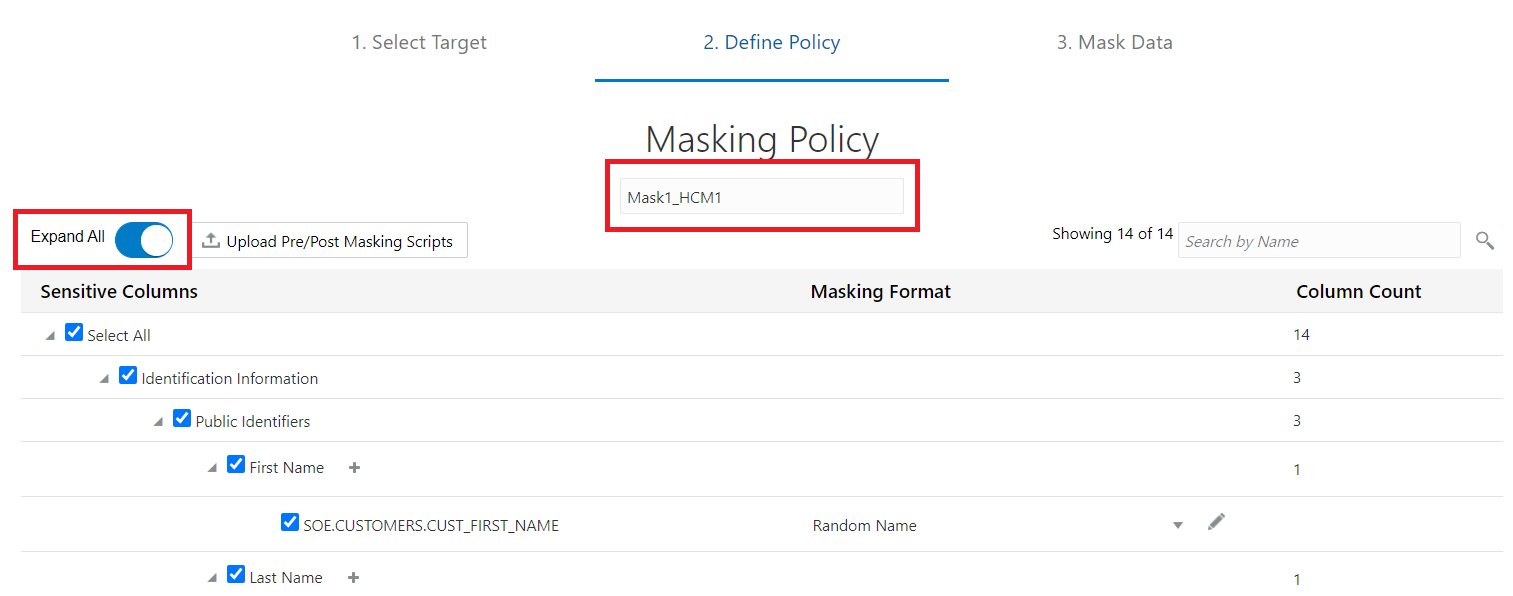 1. Select Target 2. Define Policy 3. Mask Data
Masking Policy
Mask1_HCM1
Expand All Upload Pre/Post Masking Scripts Showing 14 of 14 Search by Name
Sensitive Columns Masking Format Column Count
Select All 14
Identification Information 3
Public Identifiers 3
First Name + 1
SOE.CUSTOMERS.CUST_FIRST_NAME Random Name
Last Name + 1